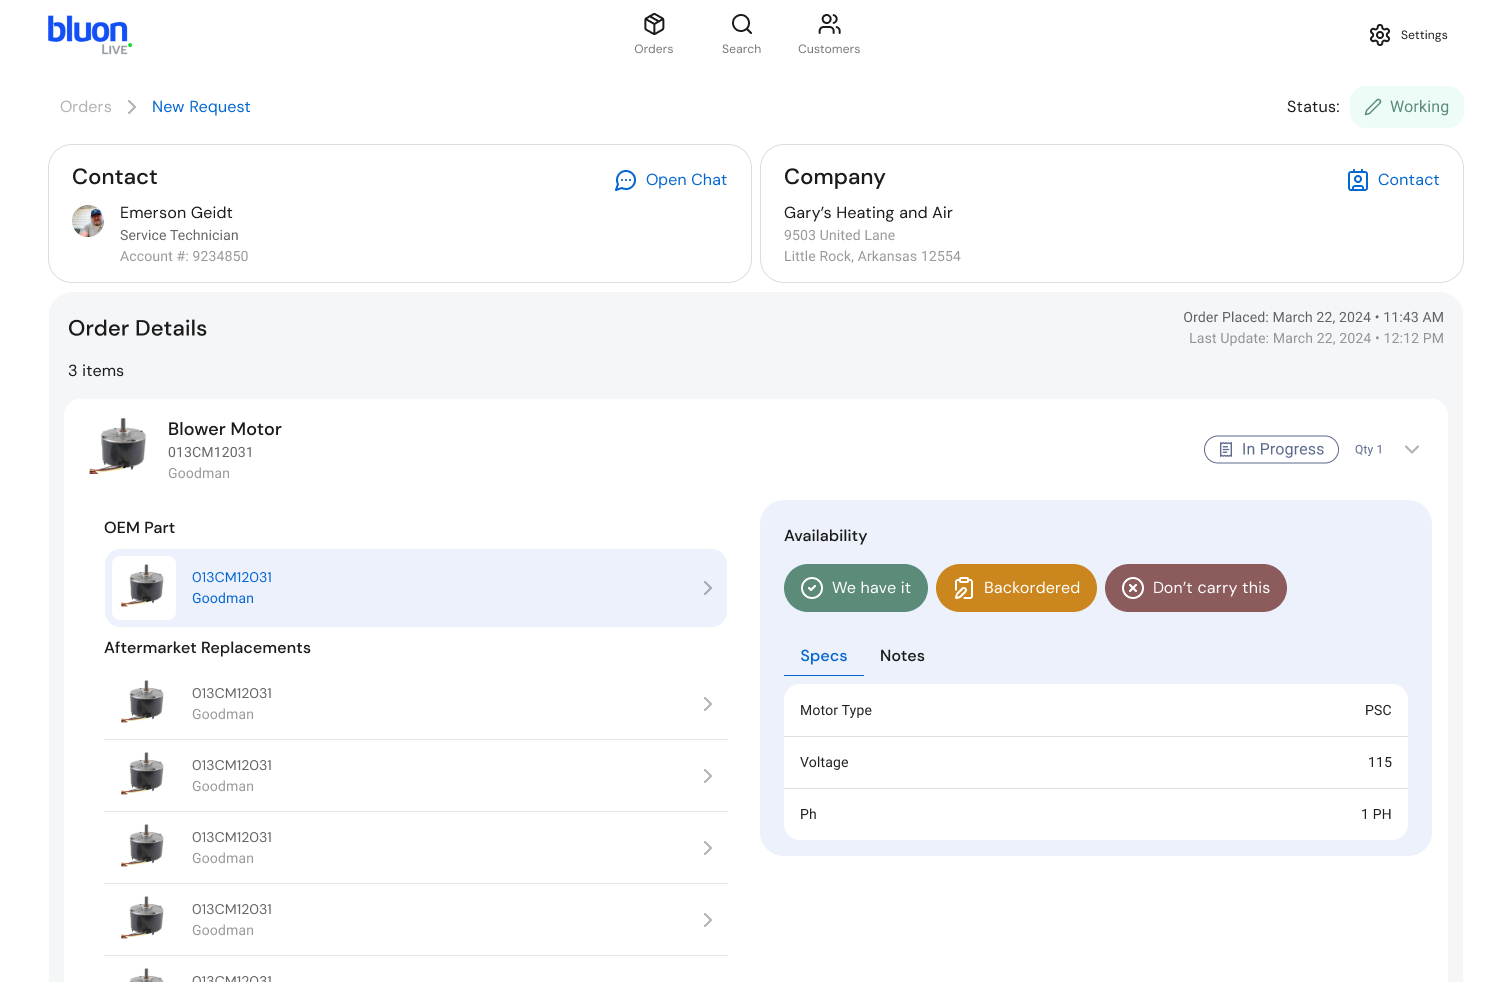 bluon
LIVE
Orders
Search
Customers
Settings
Orders
New Request
Status:
Working
Contact
Open Chat
Emerson Geidt
Service Technician
Account #: 9234850
Company
Contact
Gary’s Heating and Air
9503 United Lane
Little Rock, Arkansas 12554
Order Details
Order Placed: March 22, 2024 • 11:43 AM
Last Update: March 22, 2024 • 12:12 PM
3 items
Blower Motor
013CM12031
Goodman
In Progress
Qty 1
OEM Part
013CM12031
Goodman
Aftermarket Replacements
013CM12031
Goodman
013CM12031
Goodman
013CM12031
Goodman
013CM12031
Goodman
013CM12031
Availability
We have it
Backordered
Don’t carry this
Specs
Notes
Motor Type
PSC
Voltage
115
Ph
1 PH